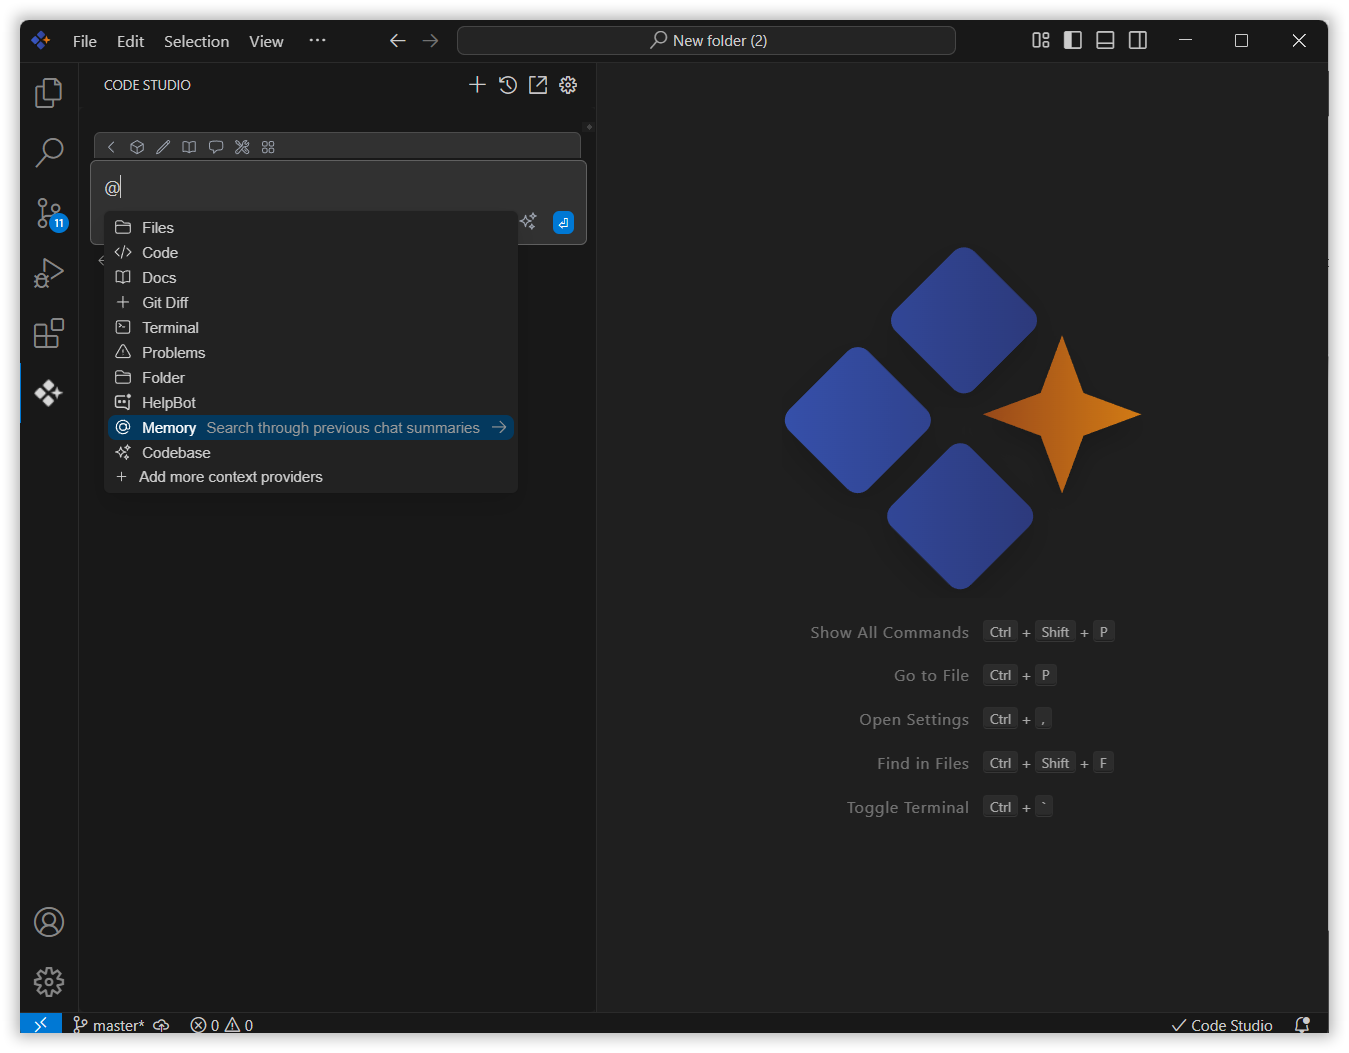 File Edit Selection View ··· New folder (2)
CODE STUDIO
@
11
Files
Code
Docs
Git Diff
Terminal
Problems
Folder
HelpBot
Memory Search through previous chat summaries
Codebase
Add more context providers
Show All Commands Ctrl + Shift + P
Go to File Ctrl + P
Open Settings Ctrl + ,
Find in Files Ctrl + Shift + F
Toggle Terminal Ctrl + `
master* 0 0 Code Studio